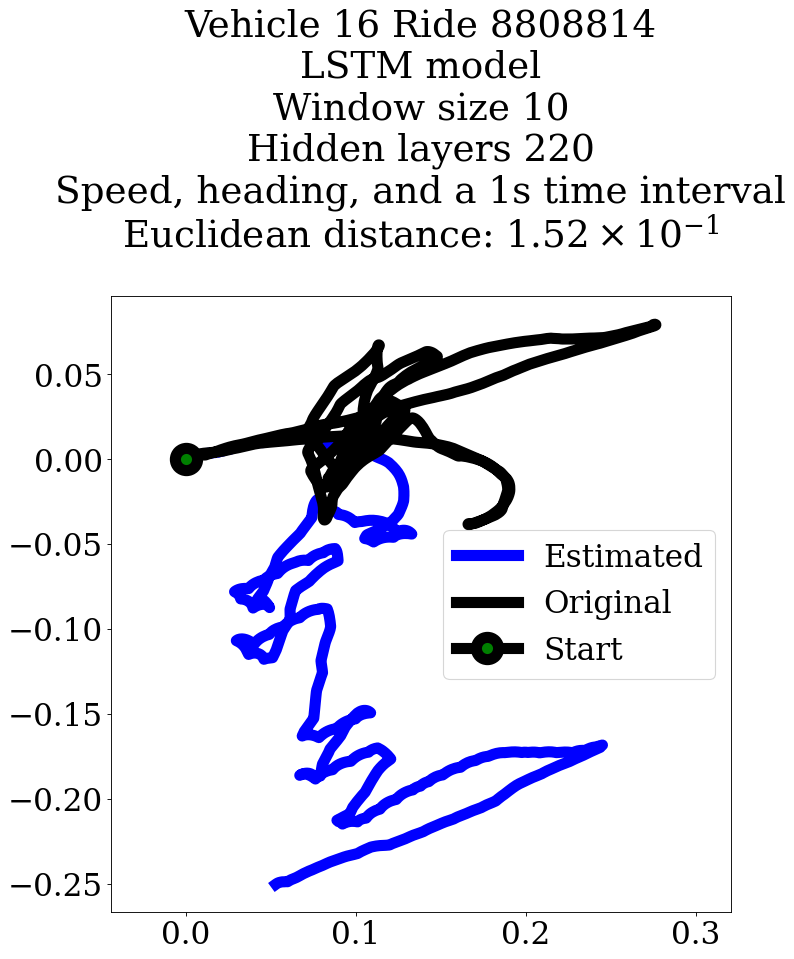 Vehicle 16 Ride 8808814
LSTM model
Window size 10
Hidden layers 220
Speed, heading, and a 1s time interval
Euclidean distance: 1.52 × 10⁻¹
0.05
0.00
−0.05
−0.10
−0.15
−0.20
−0.25
Estimated
Original
Start
0.0 0.1 0.2 0.3